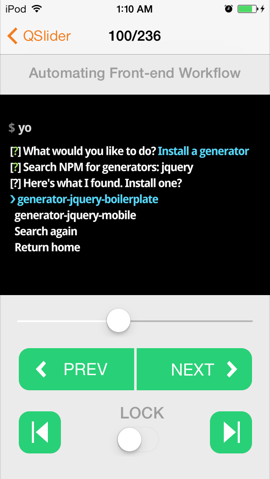 iPod 1:10 AM
QSlider 100/236
Automating Front-end Workflow
$ yo
[?] What would you like to do? Install a generator
[?] Search NPM for generators: jquery
[?] Here's what I found. Install one?
❯ generator-jquery-boilerplate
generator-jquery-mobile
Search again
Return home
PREV NEXT
LOCK